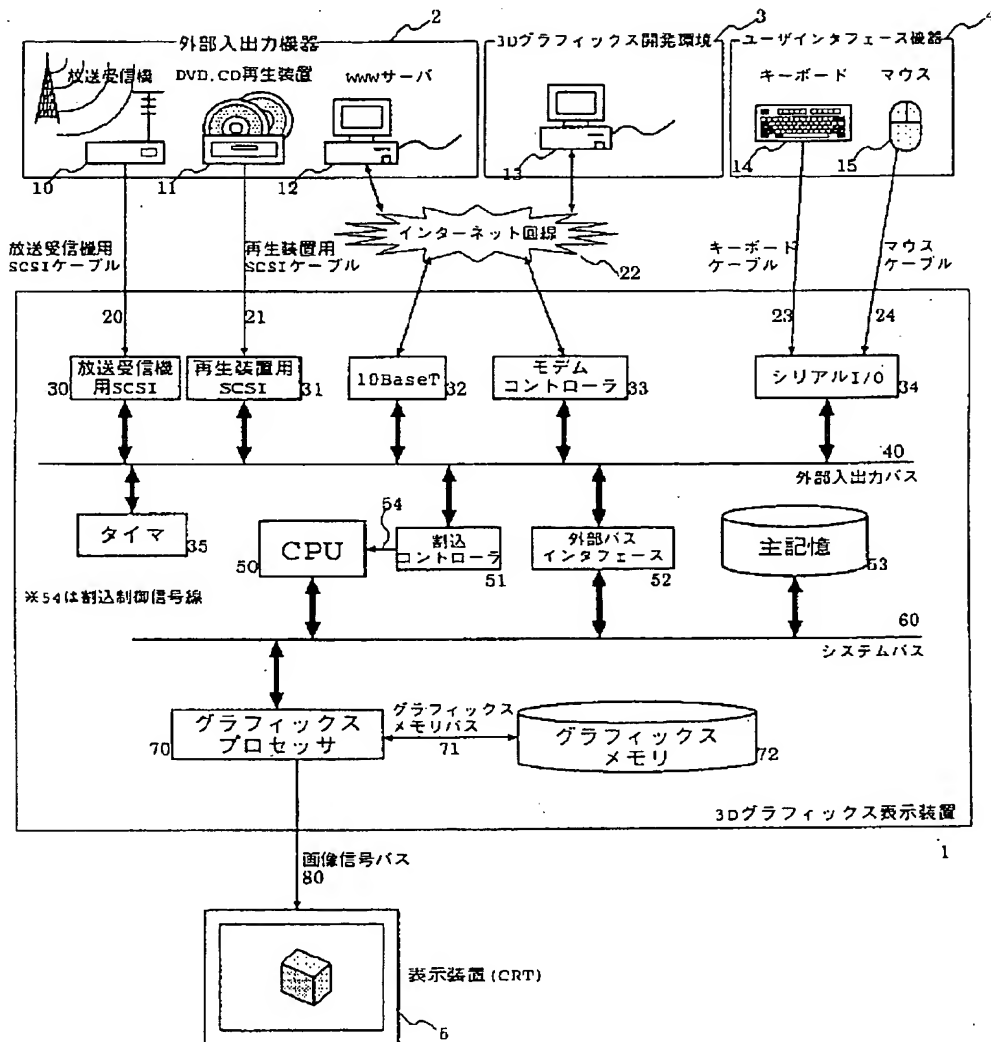 2
外部入出力機器
放送受信機
DVD.CD再生装置
WWWサーバ
10
11
12
3
3Dグラフィックス開発環境
13
4
ユーザインタフェース機器
キーボード
マウス
14
15
放送受信機用
SCSIケーブル
再生装置用
SCSIケーブル
インターネット回線
22
キーボード
ケーブル
マウス
ケーブル
20
21
23
24
放送受信機
用SCSI
30
再生装置用
SCSI
31
10BaseT
32
モデム
コントローラ
33
シリアルI/O
34
40
外部入出力バス
タイマ
35
CPU
50
54
割込
コントローラ
51
外部バス
インタフェース
52
主記憶
53
※54は割込制御信号線
60
システムバス
グラフィックス
プロセッサ
70
グラフィックス
メモリバス
71
グラフィックス
メモリ
72
3Dグラフィックス表示装置
1
画像信号バス
80
表示装置(CRT)
5